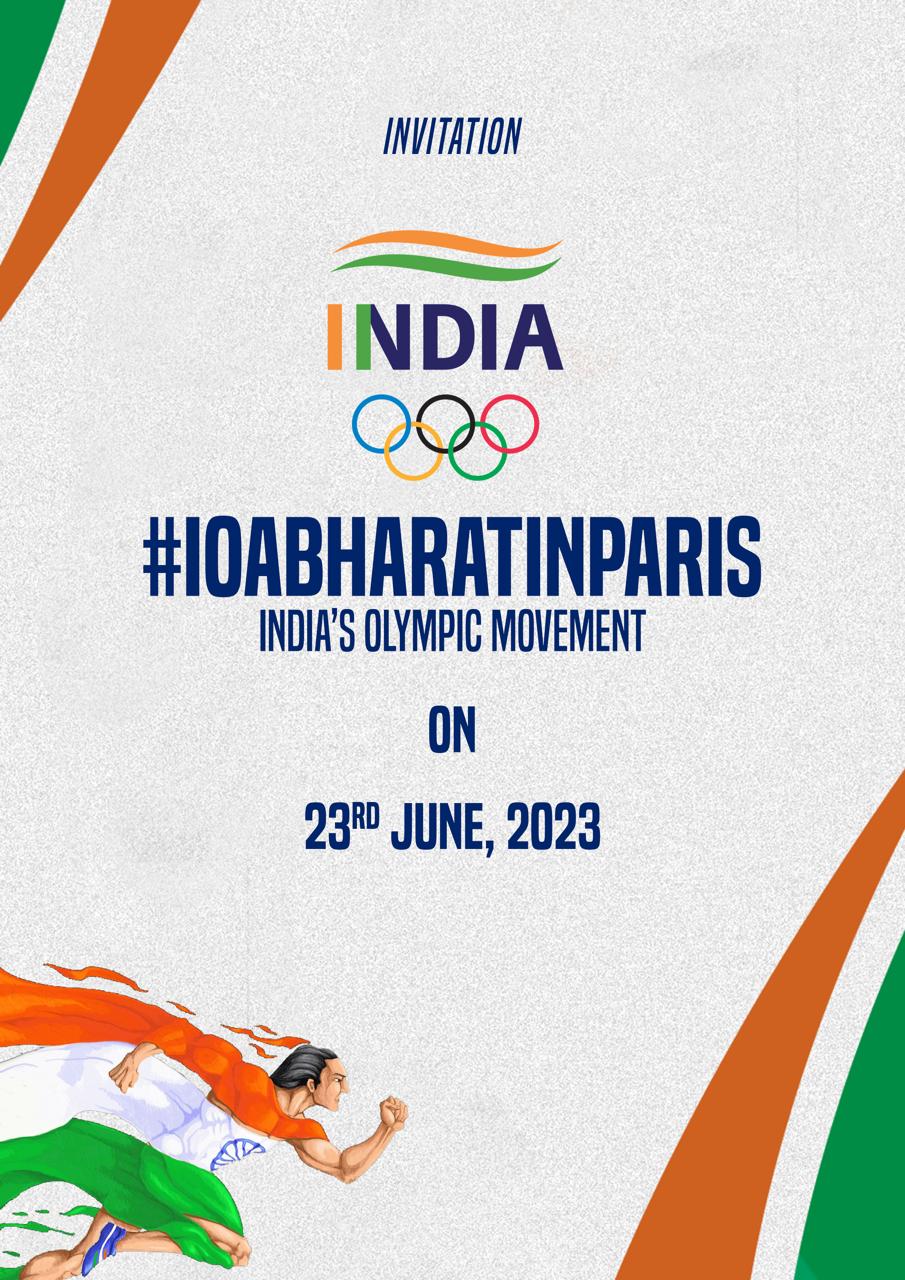 INVITATION
INDIA
#IOABHARATINPARIS
INDIA'S OLYMPIC MOVEMENT
ON
23RD JUNE, 2023